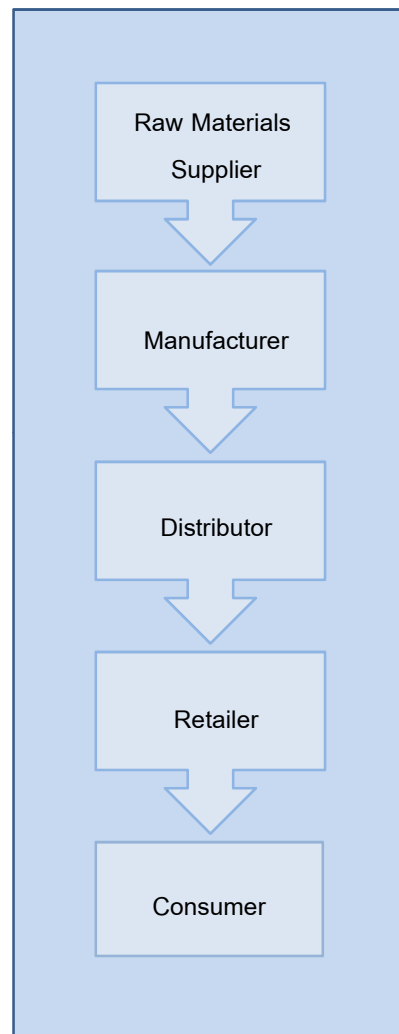 Raw Materials
Supplier
Manufacturer
Distributor
Retailer
Consumer